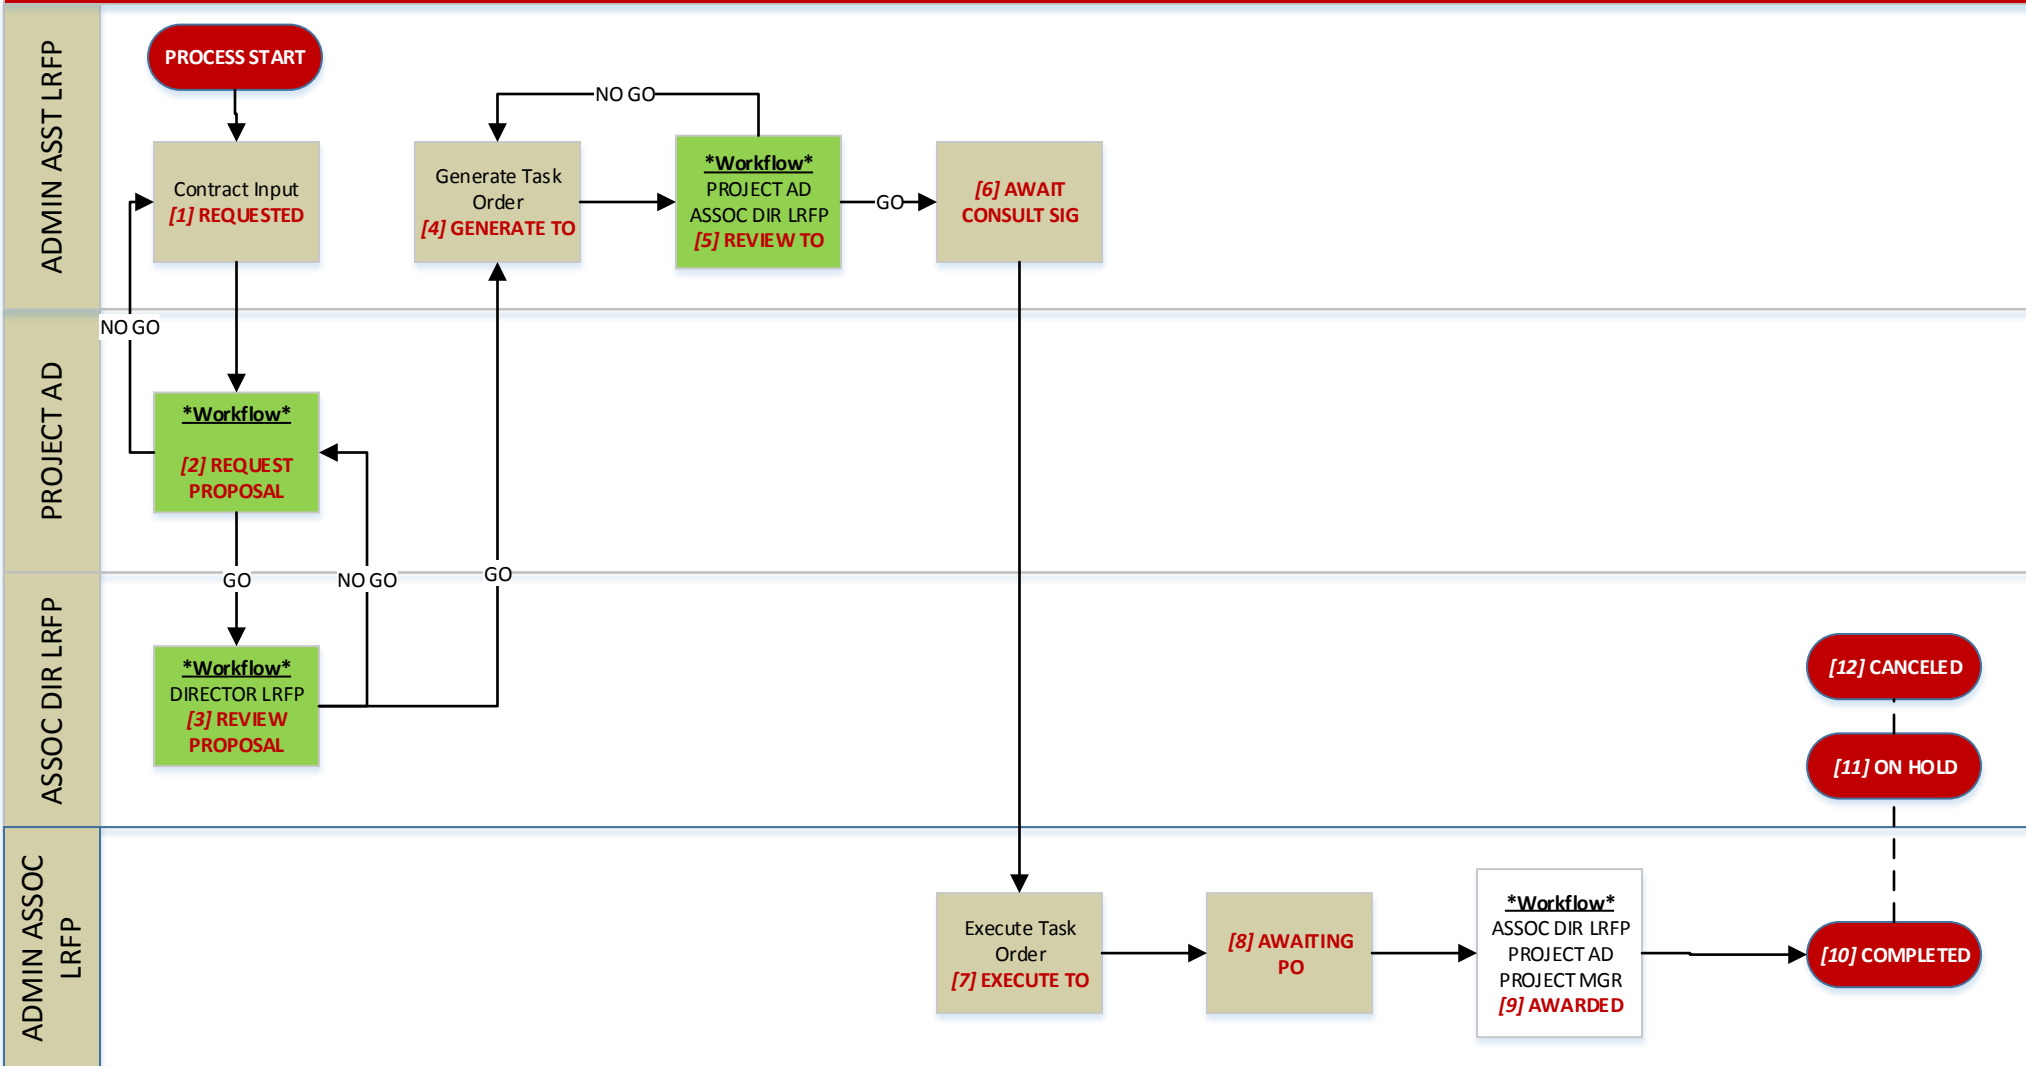 ADMIN ASST LRFP
PROCESS START
Contract Input
[1] REQUESTED
Generate Task
Order
[4] GENERATE TO
NO GO
*Workflow*
PROJECT AD
ASSOC DIR LRFP
[5] REVIEW TO
GO
[6] AWAIT
CONSULT SIG
NO GO
PROJECT AD
*Workflow*
[2] REQUEST
PROPOSAL
GO
NO GO
GO
ASSOC DIR LRFP
*Workflow*
DIRECTOR LRFP
[3] REVIEW
PROPOSAL
[12] CANCELED
[11] ON HOLD
ADMIN ASSOC
LRFP
Execute Task
Order
[7] EXECUTE TO
[8] AWAITING
PO
*Workflow*
ASSOC DIR LRFP
PROJECT AD
PROJECT MGR
[9] AWARDED
[10] COMPLETED